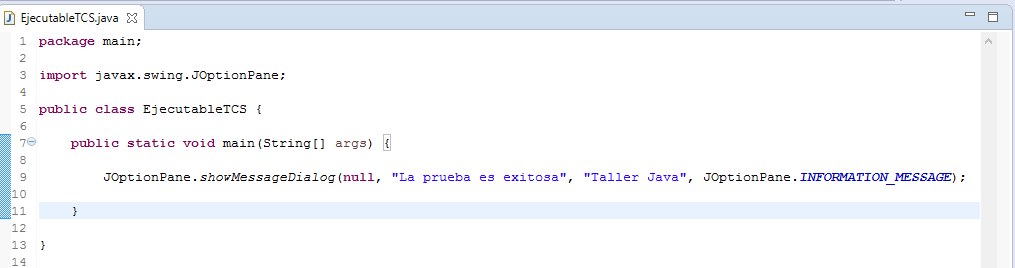 EjecutableTCS.java
1 package main;
2
3 import javax.swing.JOptionPane;
4
5 public class EjecutableTCS {
6
7 public static void main(String[] args) {
8
9 JOptionPane.showMessageDialog(null, "La prueba es exitosa", "Taller Java", JOptionPane.INFORMATION_MESSAGE);
10
11 }
12
13 }
14